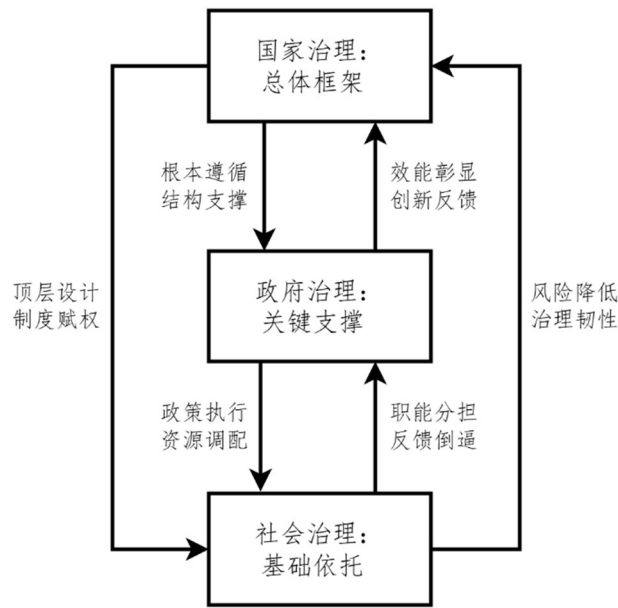 国家治理：
总体框架
根本遵循
结构支撑
效能彰显
创新反馈
顶层设计
制度赋权
政府治理：
关键支撑
风险降低
治理韧性
政策执行
资源调配
职能分担
反馈倒逼
社会治理：
基础依托